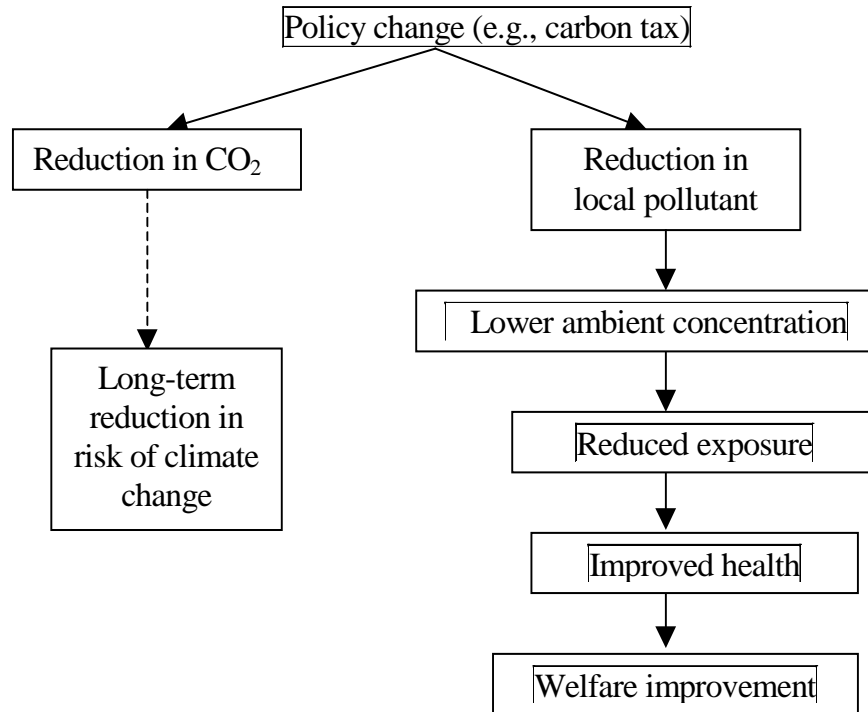 Policy change (e.g., carbon tax)
Reduction in CO₂
Long-term
reduction in
risk of climate
change
Reduction in
local pollutant
Lower ambient concentration
Reduced exposure
Improved health
Welfare improvement